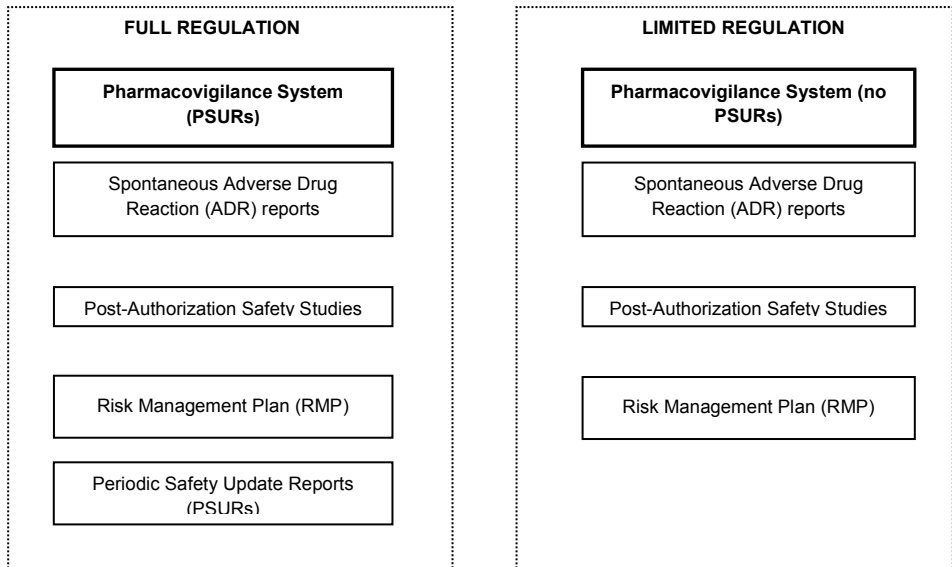 FULL REGULATION
Pharmacovigilance System
(PSURs)
Spontaneous Adverse Drug
Reaction (ADR) reports
Post-Authorization Safety Studies
Risk Management Plan (RMP)
Periodic Safety Update Reports
(PSURs)
LIMITED REGULATION
Pharmacovigilance System (no
PSURs)
Spontaneous Adverse Drug
Reaction (ADR) reports
Post-Authorization Safety Studies
Risk Management Plan (RMP)